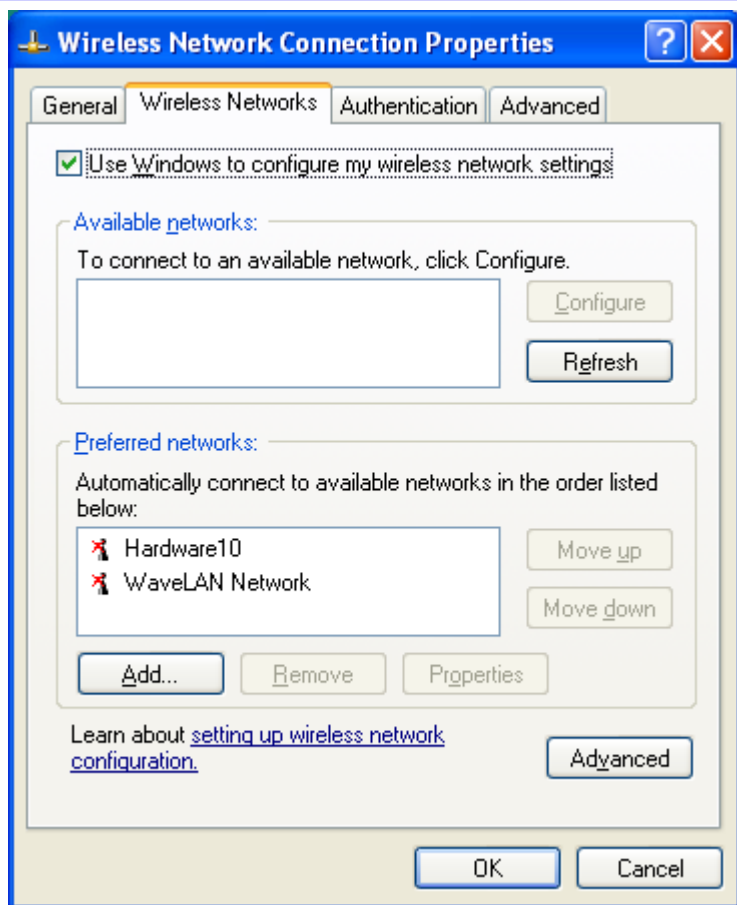 Wireless Network Connection Properties
General Wireless Networks Authentication Advanced
Use Windows to configure my wireless network settings
Available networks:
To connect to an available network, click Configure.
Configure
Refresh
Preferred networks:
Automatically connect to available networks in the order listed
below:
Hardware10
WaveLAN Network
Move up
Move down
Add...
Remove
Properties
Learn about setting up wireless network
configuration.
Advanced
OK
Cancel